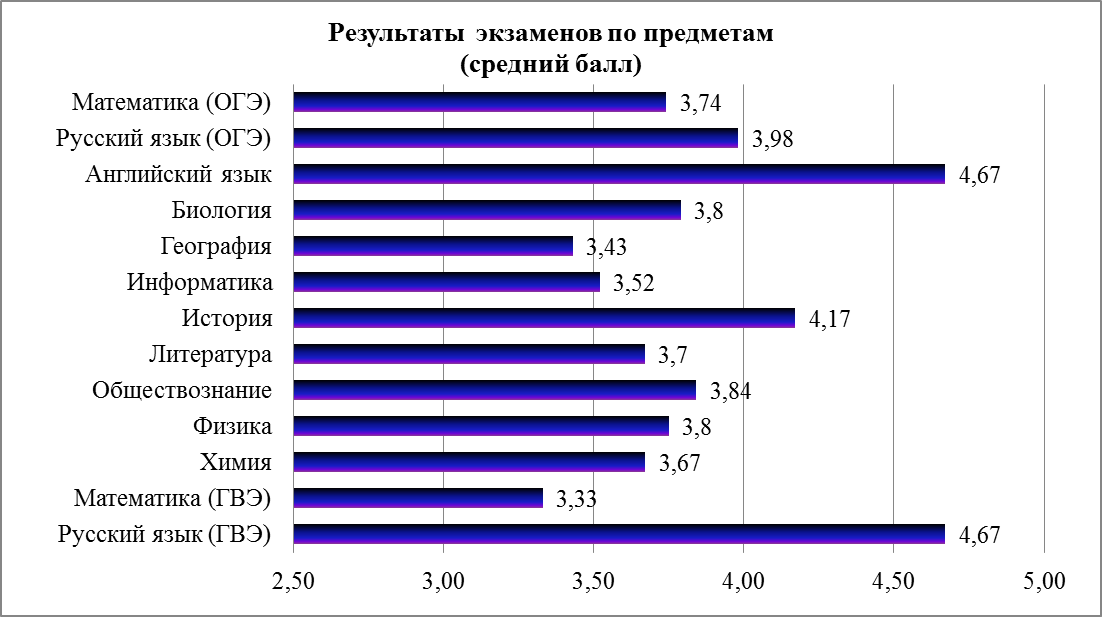 Результаты экзаменов по предметам
(средний балл)
Математика (ОГЭ) 3,74
Русский язык (ОГЭ) 3,98
Английский язык 4,67
Биология 3,8
География 3,43
Информатика 3,52
История 4,17
Литература 3,7
Обществознание 3,84
Физика 3,8
Химия 3,67
Математика (ГВЭ) 3,33
Русский язык (ГВЭ) 4,67
2,50 3,00 3,50 4,00 4,50 5,00